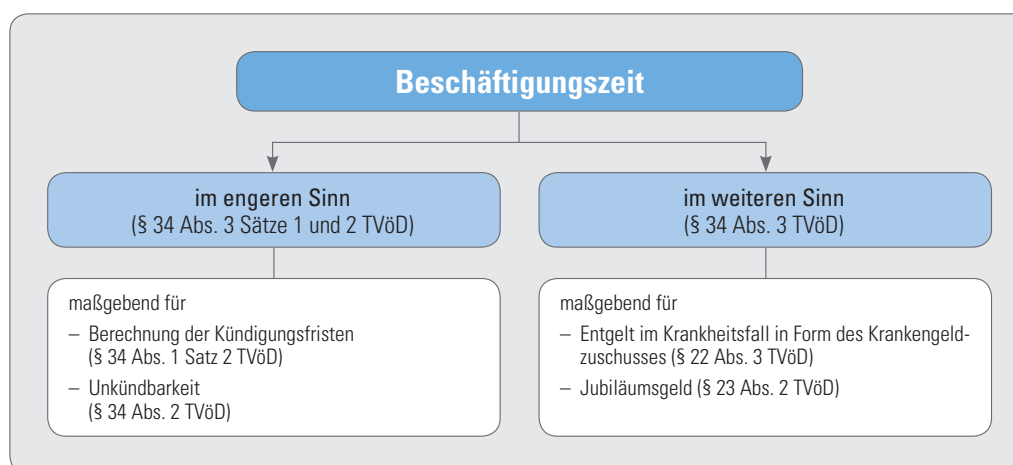 Beschäftigungszeit
im engeren Sinn
(§ 34 Abs. 3 Sätze 1 und 2 TVöD)
maßgebend für
– Berechnung der Kündigungsfristen
(§ 34 Abs. 1 Satz 2 TVöD)
– Unkündbarkeit
(§ 34 Abs. 2 TVöD)
im weiteren Sinn
(§ 34 Abs. 3 TVöD)
maßgebend für
– Entgelt im Krankheitsfall in Form des Krankengeld-
zuschusses (§ 22 Abs. 3 TVöD)
– Jubiläumsgeld (§ 23 Abs. 2 TVöD)